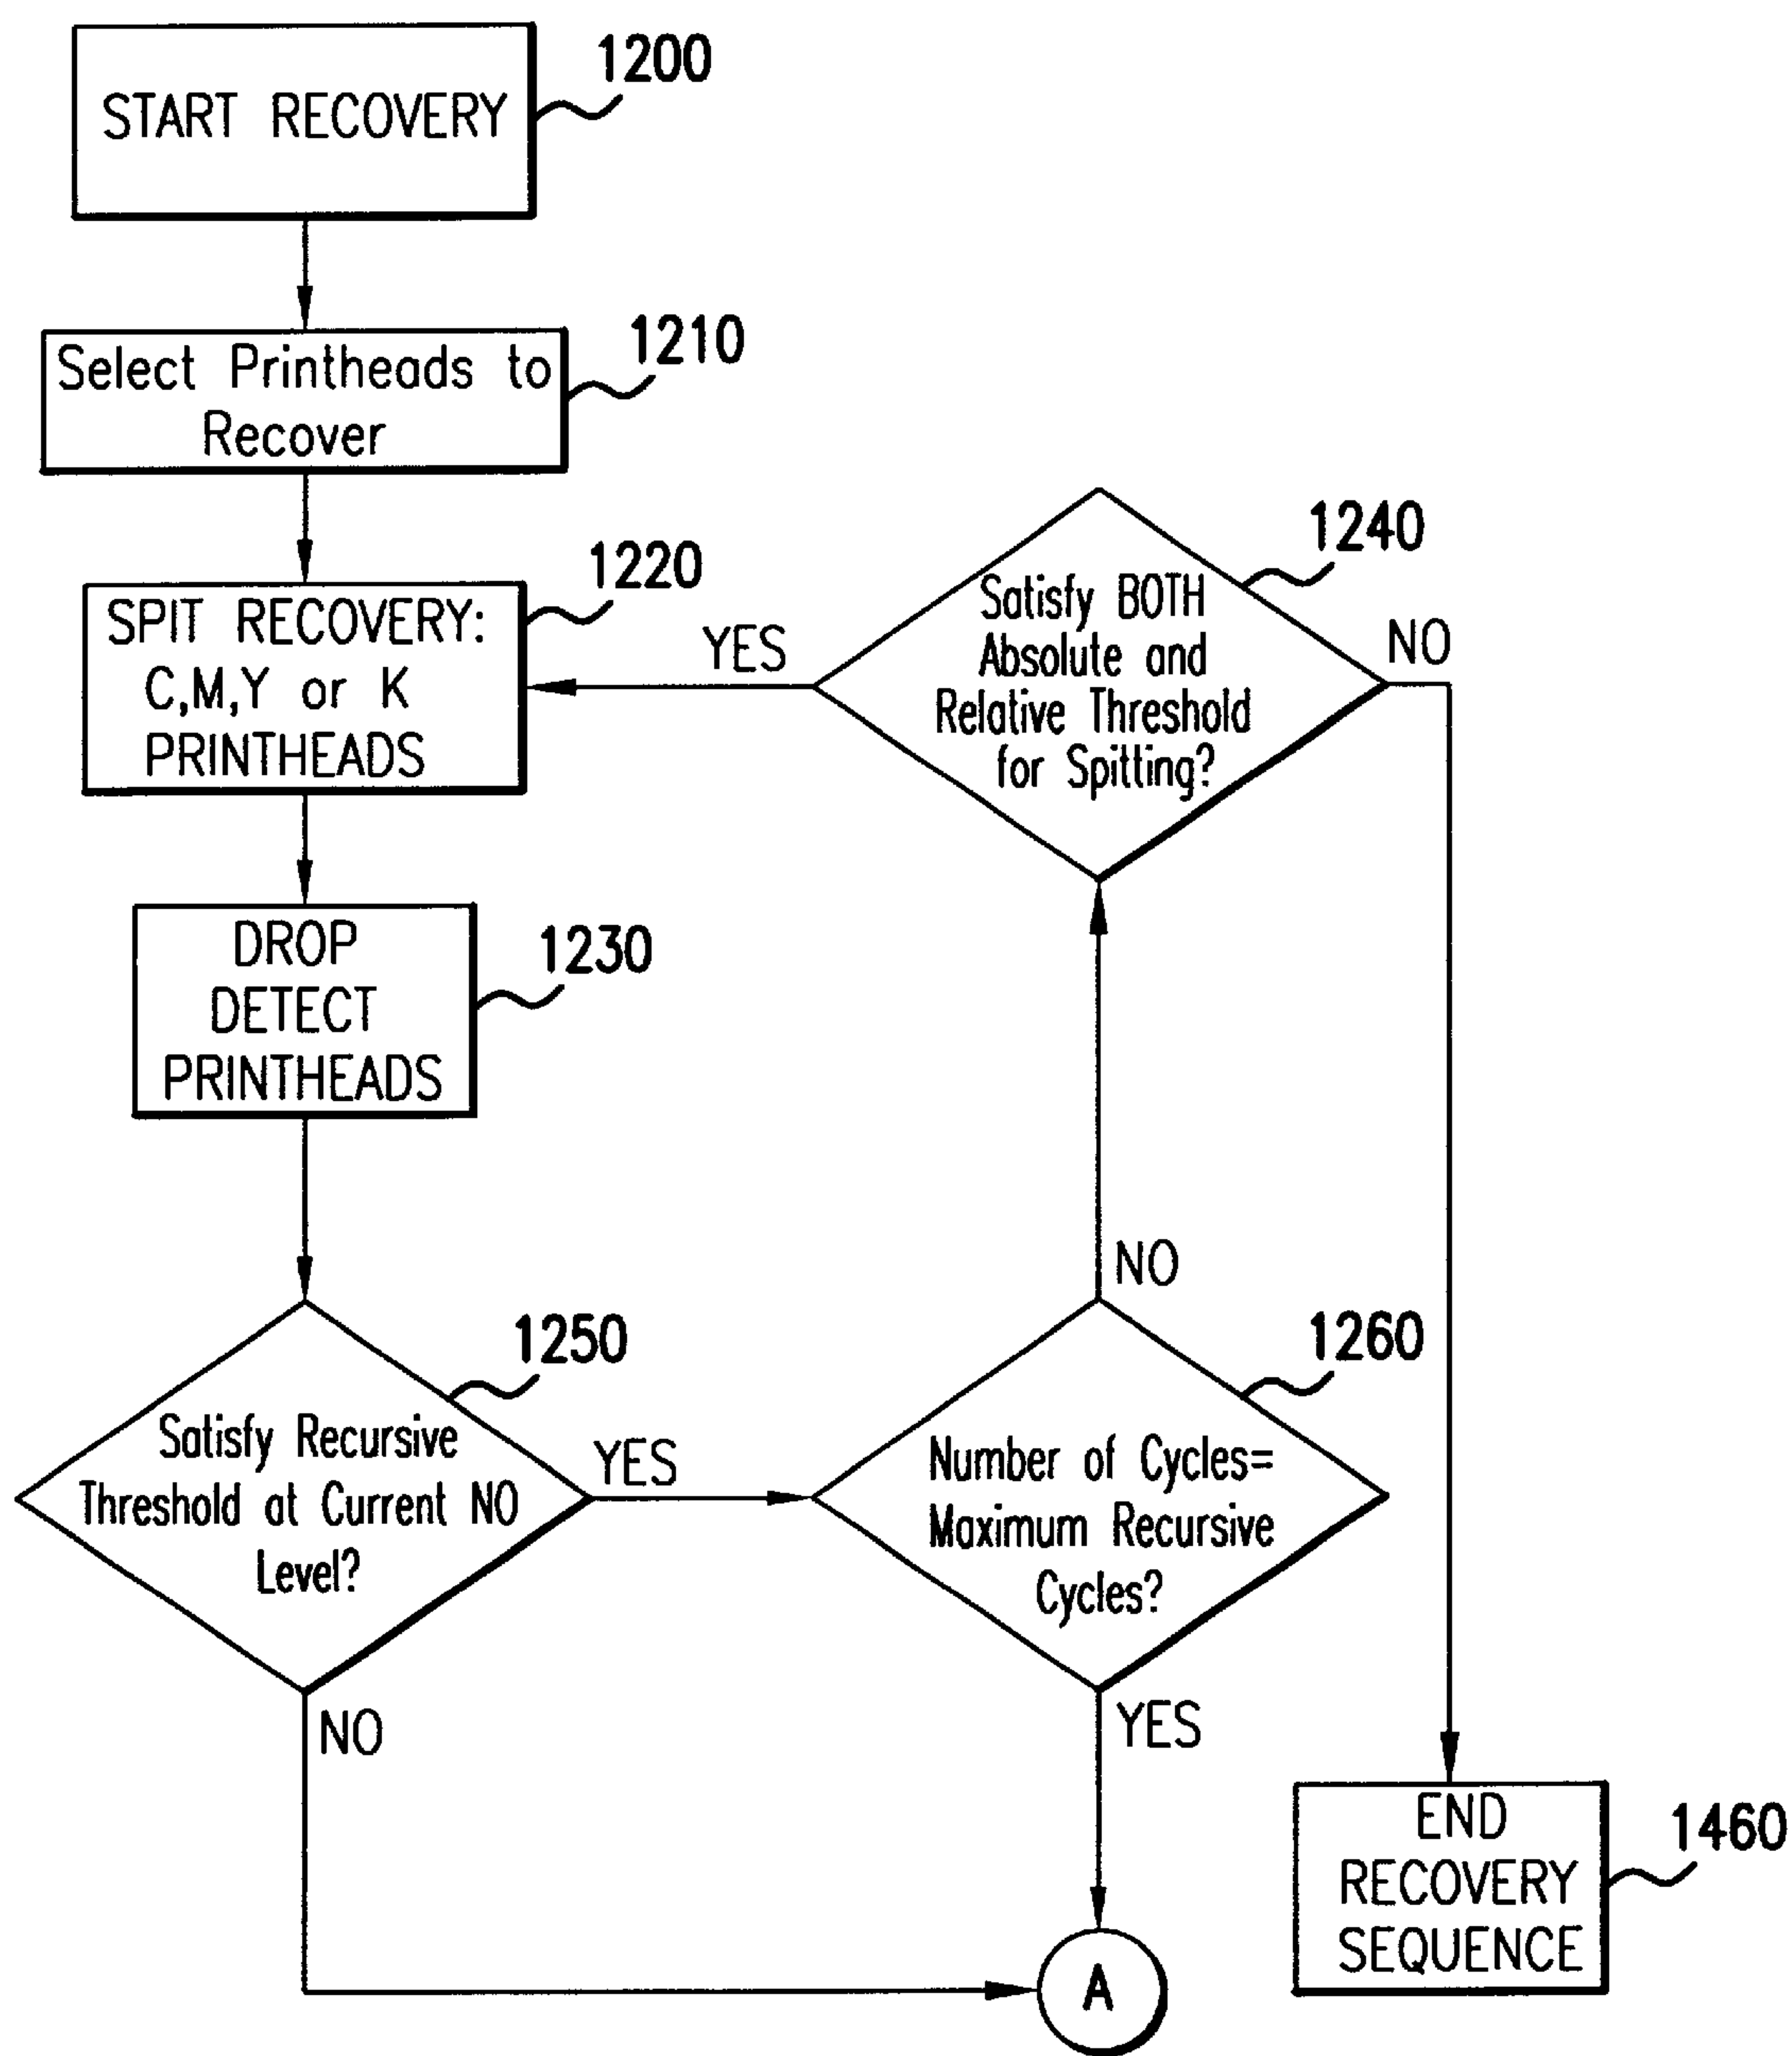 START RECOVERY
1200
Select Printheads to
Recover
1210
SPIT RECOVERY:
C,M,Y or K
PRINTHEADS
1220
YES
Satisfy BOTH
Absolute and
Relative Threshold
for Spitting?
1240
NO
DROP
DETECT
PRINTHEADS
1230
Satisfy Recursive
Threshold at Current NO
Level?
1250
YES
NO
Number of Cycles=
Maximum Recursive
Cycles?
1260
NO
YES
A
END
RECOVERY
SEQUENCE
1460